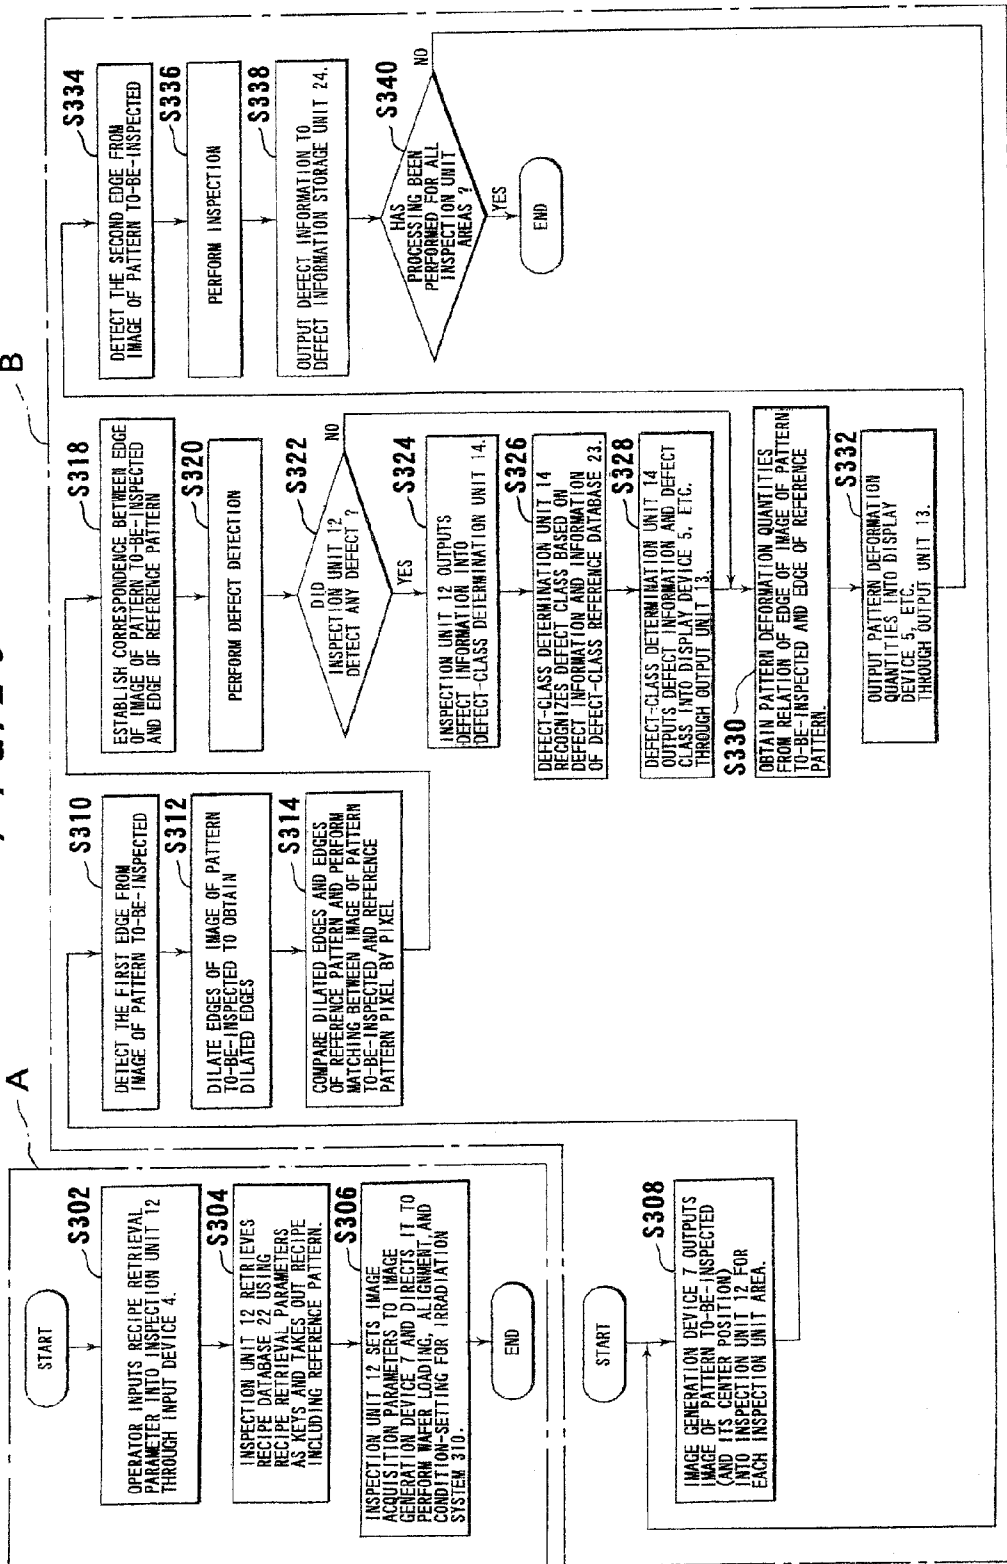 A
START
S302
OPERATOR INPUTS RECIPE RETRIEVAL
PARAMETER INTO INSPECTION UNIT 12
THROUGH INPUT DEVICE 4.
S304
INSPECTION UNIT 12 RETRIEVES
RECIPE DATABASE 22 USING
RECIPE RETRIEVAL PARAMETERS
AS KEYS AND TAKES OUT RECIPE
INCLUDING REFERENCE PATTERN.
S306
INSPECTION UNIT 12 SETS IMAGE
ACQUISITION PARAMETERS TO IMAGE
GENERATION DEVICE 7 AND DIRECTS IT TO
PERFORM WAFER LOADING, ALIGNMENT, AND
CONDITION-SETTING FOR IRRADIATION
SYSTEM 310.
END
B
START
S308
IMAGE GENERATION DEVICE 7 OUTPUTS
IMAGE OF PATTERN TO-BE-INSPECTED
(AND ITS CENTER POSITION)
INTO INSPECTION UNIT 12 FOR
EACH INSPECTION UNIT AREA.
S310
DETECT THE FIRST EDGE FROM
IMAGE OF PATTERN TO-BE-INSPECTED
S312
DILATE EDGES OF IMAGE OF PATTERN
TO-BE-INSPECTED TO OBTAIN
DILATED EDGES
S314
COMPARE DILATED EDGES AND EDGES
OF REFERENCE PATTERN AND PERFORM
MATCHING BETWEEN IMAGE OF PATTERN
TO-BE-INSPECTED AND REFERENCE
PATTERN PIXEL BY PIXEL
S318
ESTABLISH CORRESPONDENCE BETWEEN EDGE
OF IMAGE OF PATTERN TO-BE-INSPECTED
AND EDGE OF REFERENCE PATTERN
S320
PERFORM DEFECT DETECTION
S322
DID
INSPECTION UNIT 12
DETECT ANY DEFECT ?
NO
YES
S324
INSPECTION UNIT 12 OUTPUTS
DEFECT INFORMATION INTO
DEFECT-CLASS DETERMINATION UNIT 14.
S326
DEFECT-CLASS DETERMINATION UNIT 14
RECOGNIZES DEFECT CLASS BASED ON
DEFECT INFORMATION AND INFORMATION
OF DEFECT-CLASS REFERENCE DATABASE 23.
S328
DEFECT-CLASS DETERMINATION UNIT 14
OUTPUTS DEFECT INFORMATION AND DEFECT
CLASS INTO DISPLAY DEVICE 5, ETC.
THROUGH OUTPUT UNIT 13.
S330
OBTAIN PATTERN DEFORMATION QUANTITIES
FROM RELATION OF EDGE OF IMAGE OF PATTERN
TO-BE-INSPECTED AND EDGE OF REFERENCE
PATTERN.
S332
OUTPUT PATTERN DEFORMATION
QUANTITIES INTO DISPLAY
DEVICE 5, ETC.
THROUGH OUTPUT UNIT 13.
S334
DETECT THE SECOND EDGE FROM
IMAGE OF PATTERN TO-BE-INSPECTED
S336
PERFORM INSPECTION
S338
OUTPUT DEFECT INFORMATION TO
DEFECT INFORMATION STORAGE UNIT 24.
S340
HAS
PROCESSING BEEN
PERFORMED FOR ALL
INSPECTION UNIT
AREAS ?
NO
YES
END